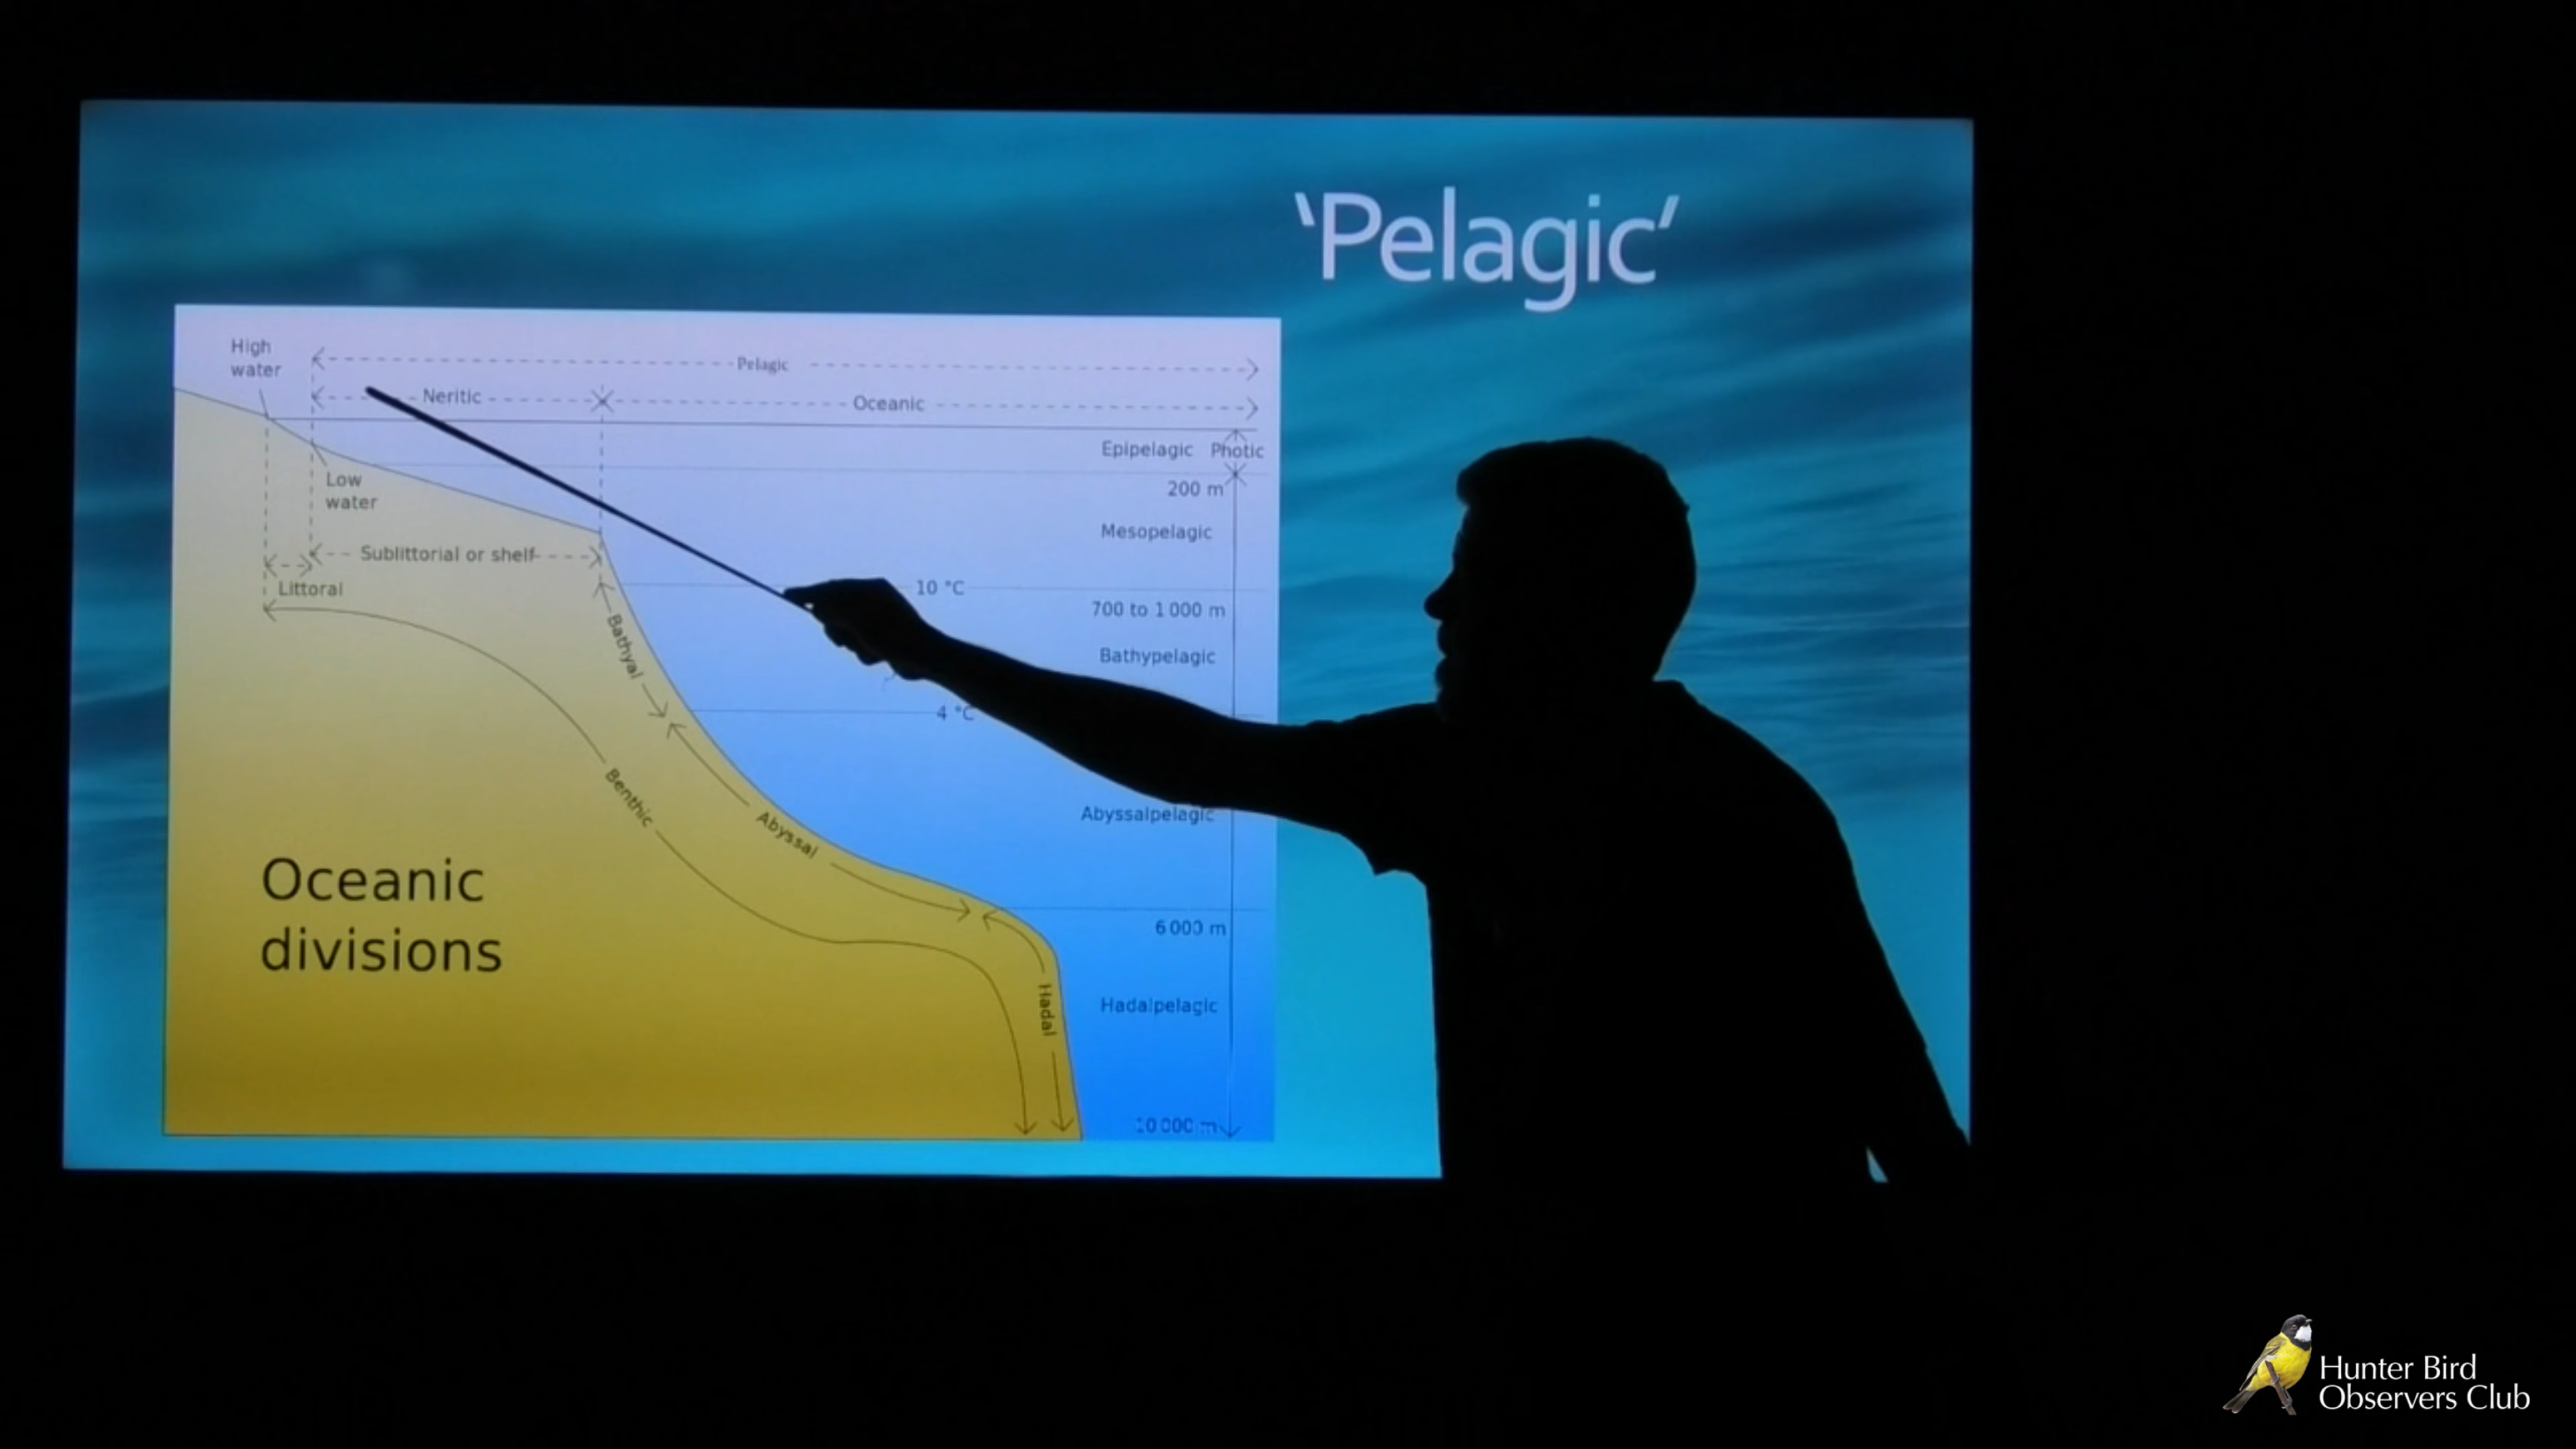 'Pelagic'
High
water
Pelagic
Neritic
Oceanic
Epipelagic
Photic
Low
water
200 m
Mesopelagic
Sublittorial or shelf
Littoral
10 °C
700 to 1 000 m
Bathyal
Bathypelagic
4 °C
Benthic
Abyssal
Abyssalpelagic
Oceanic
divisions
6 000 m
Hadal
Hadalpelagic
10 000 m
Hunter Bird
Observers Club